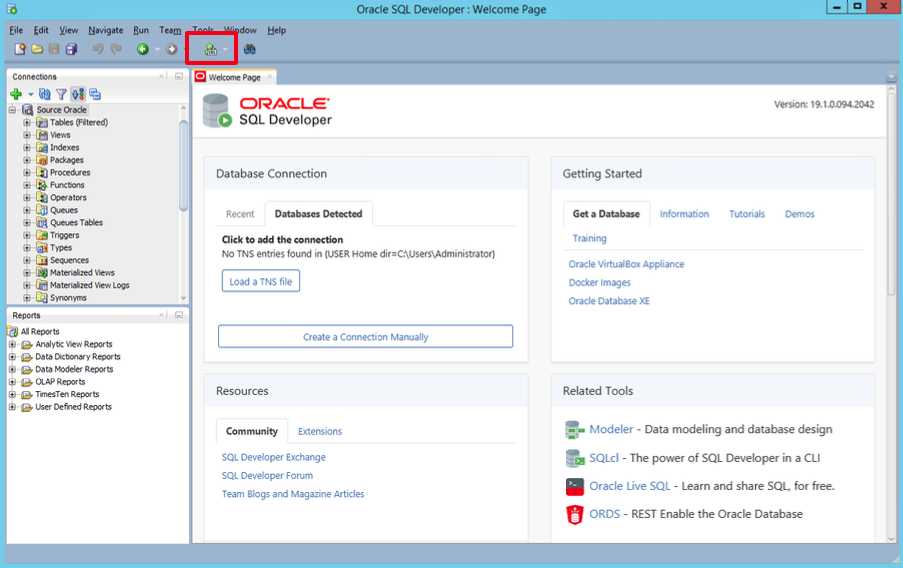 Oracle SQL Developer : Welcome Page
File Edit View Navigate Run Team Tools Window Help
Connections
Welcome Page
Source Oracle
Tables (Filtered)
Views
Indexes
Packages
Procedures
Functions
Operators
Queues
Queues Tables
Triggers
Types
Sequences
Materialized Views
Materialized View Logs
Synonyms
Reports
All Reports
Analytic View Reports
Data Dictionary Reports
Data Modeler Reports
OLAP Reports
TimesTen Reports
User Defined Reports
ORACLE
SQL Developer
Version: 19.1.0.094.2042
Database Connection
Recent Databases Detected
Click to add the connection
No TNS entries found in (USER Home dir=C:\Users\Administrator)
Load a TNS file
Create a Connection Manually
Getting Started
Get a Database Information Tutorials Demos
Training
Oracle VirtualBox Appliance
Docker Images
Oracle Database XE
Resources
Community Extensions
SQL Developer Exchange
SQL Developer Forum
Team Blogs and Magazine Articles
Related Tools
Modeler - Data modeling and database design
SQLcl - The power of SQL Developer in a CLI
Oracle Live SQL - Learn and share SQL, for free.
ORDS - REST Enable the Oracle Database